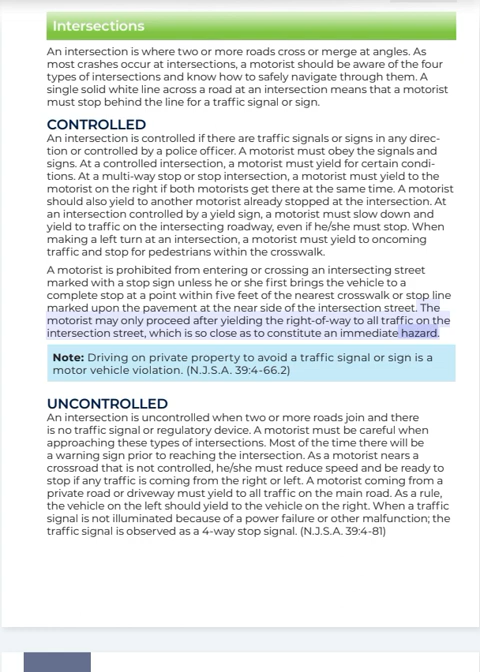 Intersections
An intersection is where two or more roads cross or merge at angles. As
most crashes occur at intersections, a motorist should be aware of the four
types of intersections and know how to safely navigate through them. A
single solid white line across a road at an intersection means that a motorist
must stop behind the line for a traffic signal or sign.
CONTROLLED
An intersection is controlled if there are traffic signals or signs in any direc-
tion or controlled by a police officer. A motorist must obey the signals and
signs. At a controlled intersection, a motorist must yield for certain condi-
tions. At a multi-way stop or stop intersection, a motorist must yield to the
motorist on the right if both motorists get there at the same time. A motorist
should also yield to another motorist already stopped at the intersection. At
an intersection controlled by a yield sign, a motorist must slow down and
yield to traffic on the intersecting roadway, even if he/she must stop. When
making a left turn at an intersection, a motorist must yield to oncoming
traffic and stop for pedestrians within the crosswalk.
A motorist is prohibited from entering or crossing an intersecting street
marked with a stop sign unless he or she first brings the vehicle to a
complete stop at a point within five feet of the nearest crosswalk or stop line
marked upon the pavement at the near side of the intersection street. The
motorist may only proceed after yielding the right-of-way to all traffic on the
intersection street, which is so close as to constitute an immediate hazard.
Note: Driving on private property to avoid a traffic signal or sign is a
motor vehicle violation. (N.J.S.A. 39:4-66.2)
UNCONTROLLED
An intersection is uncontrolled when two or more roads join and there
is no traffic signal or regulatory device. A motorist must be careful when
approaching these types of intersections. Most of the time there will be
a warning sign prior to reaching the intersection. As a motorist nears a
crossroad that is not controlled, he/she must reduce speed and be ready to
stop if any traffic is coming from the right or left. A motorist coming from a
private road or driveway must yield to all traffic on the main road. As a rule,
the vehicle on the left should yield to the vehicle on the right. When a traffic
signal is not illuminated because of a power failure or other malfunction; the
traffic signal is observed as a 4-way stop signal. (N.J.S.A. 39:4-81)